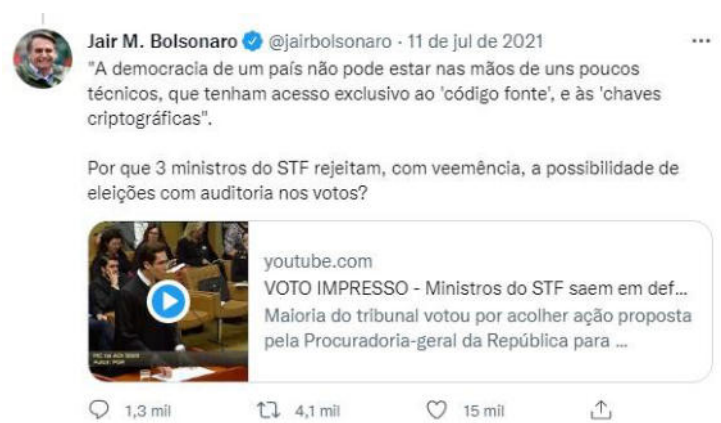 Jair M. Bolsonaro @jairbolsonaro · 11 de jul de 2021 ...
"A democracia de um país não pode estar nas mãos de uns poucos
técnicos, que tenham acesso exclusivo ao 'código fonte', e às 'chaves
criptográficas".
Por que 3 ministros do STF rejeitam, com veemência, a possibilidade de
eleições com auditoria nos votos?
youtube.com
VOTO IMPRESSO - Ministros do STF saem em def...
Maioria do tribunal votou por acolher ação proposta
pela Procuradoria-geral da República para ...
1,3 mil 4,1 mil 15 mil